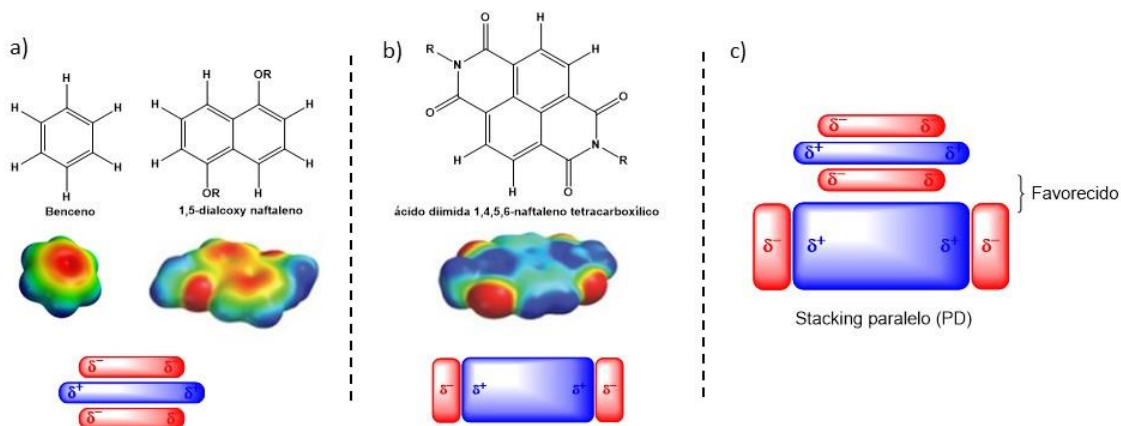 a)
H
H
H
H
H
H
Benceno
OR
H
H
H
H
H
H
OR
1,5-dialcoxy naftaleno
δ⁻ δ⁻
δ⁺ δ⁺
δ⁻ δ⁻
b)
O
H
R
N
H
O
O
H
N
R
H
O
ácido diimida 1,4,5,6-naftaleno tetracarboxílico
δ⁻ δ⁺ δ⁺ δ⁻
c)
δ⁻ δ⁻
δ⁺ δ⁺
δ⁻ δ⁻
Favorecido
δ⁻ δ⁺ δ⁺ δ⁻
Stacking paralelo (PD)